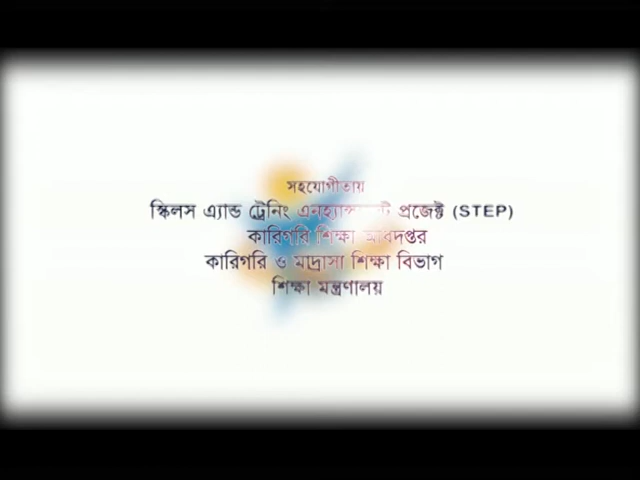 সহযোগীতায়
স্কিলস এ্যান্ড ট্রেনিং এনহ্যান্সমেন্ট প্রজেক্ট (STEP)
কারিগরি শিক্ষা অধিদপ্তর
কারিগরি ও মাদ্রাসা শিক্ষা বিভাগ
শিক্ষা মন্ত্রণালয়